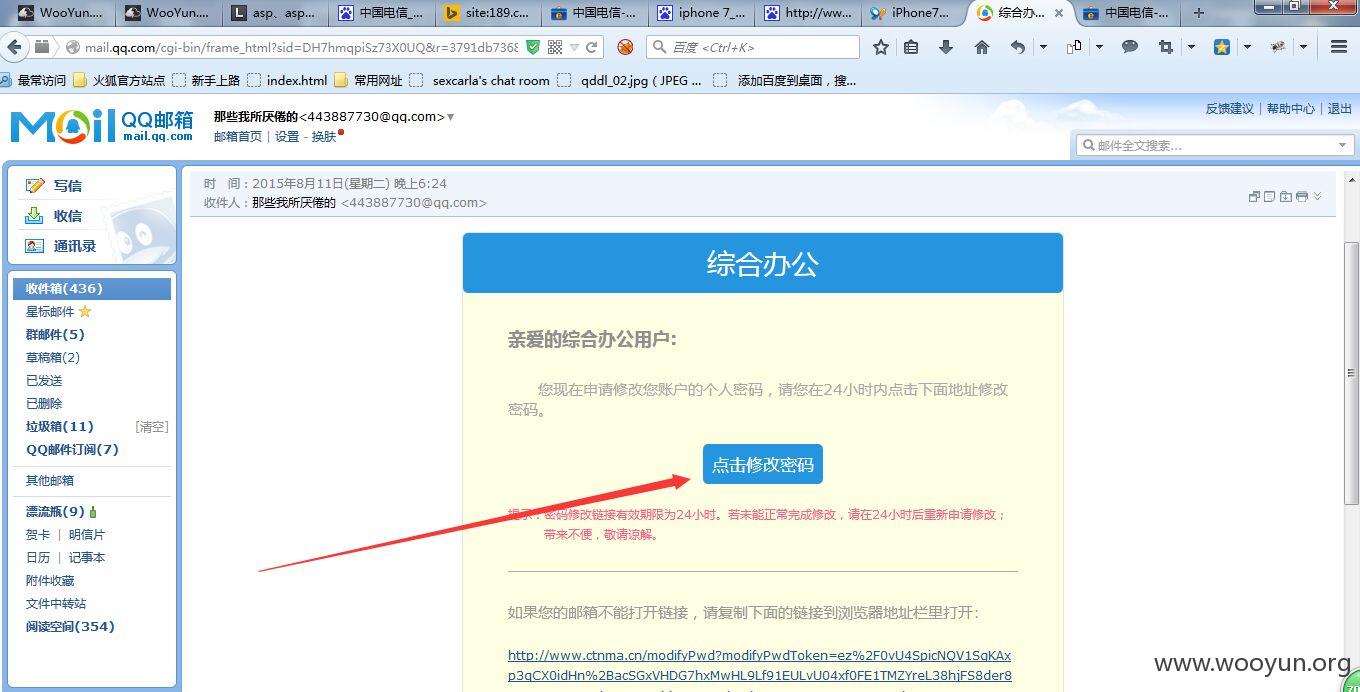 WooYun.... WooYun.... asp、asp... 中国电信_... site:189.c... 中国电信-... iphone 7_... http://ww... iPhone7... 综合办... 中国电信-...
mail.qq.com/cgi-bin/frame_html?sid=DH7hmqpiSz73X0UQ&r=3791db7368 百度 <Ctrl+K>
最常访问 火狐官方站点 新手上路 index.html 常用网址 sexcarla's chat room qddl_02.jpg ( JPEG ... 添加百度到桌面，搜...
Mail QQ邮箱
mail.qq.com
那些我所厌倦的<443887730@qq.com>
邮箱首页 | 设置 - 换肤
反馈建议 | 帮助中心 | 退出
邮件全文搜索...
写信
收信
通讯录
收件箱(436)
星标邮件
群邮件(5)
草稿箱(2)
已发送
已删除
垃圾箱(11) [清空]
QQ邮件订阅(7)
其他邮箱
漂流瓶(9)
贺卡 | 明信片
日历 | 记事本
附件收藏
文件中转站
阅读空间(354)
时 间：2015年8月11日(星期二) 晚上6:24
收件人：那些我所厌倦的 <443887730@qq.com>
综合办公
亲爱的综合办公用户:
您现在申请修改您账户的个人密码，请您在24小时内点击下面地址修改
密码。
点击修改密码
提示：密码修改链接有效期限为24小时。若未能正常完成修改，请在24小时后重新申请修改；
带来不便，敬请谅解。
如果您的邮箱不能打开链接，请复制下面的链接到浏览器地址栏里打开:
http://www.ctnma.cn/modifyPwd?modifyPwdToken=ez%2F0vU4SpicNQV1SqKAx
p3qCX0idHn%2BacSGxVHDG7hxMwHL9Lf91EULvU04xf0FE1TMZYreL38hjFS8der8
www.wooyun.org